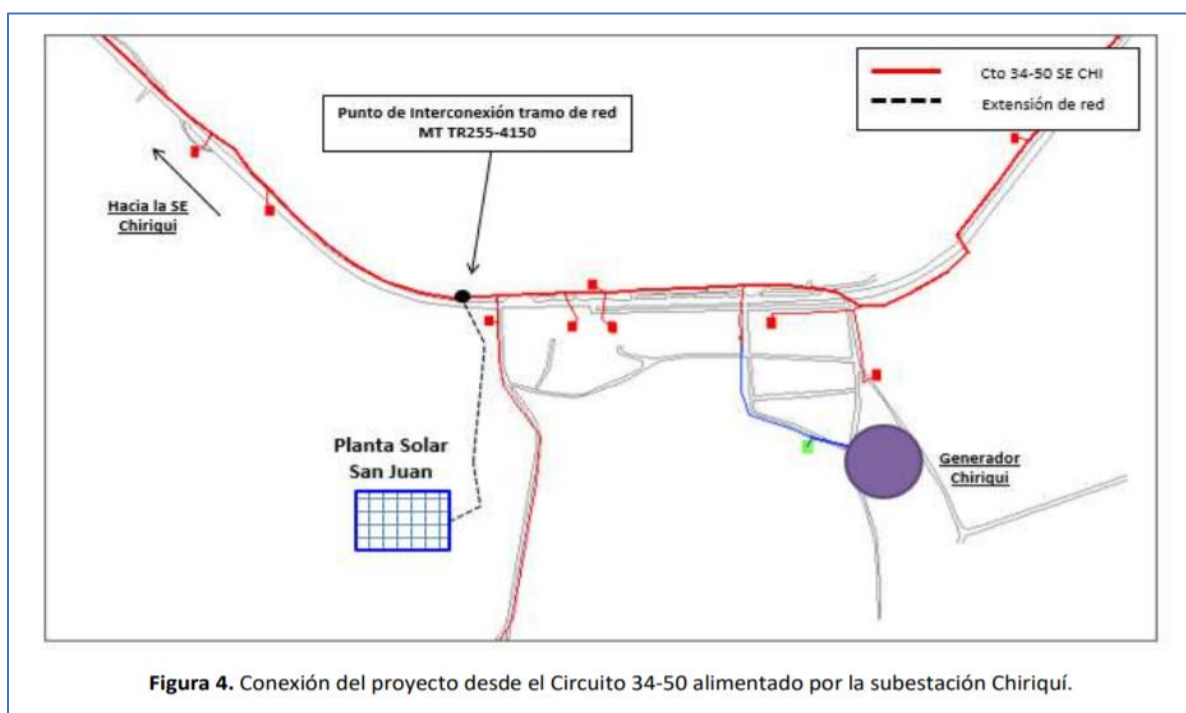 Cto 34-50 SE CHI
Extensión de red
Punto de Interconexión tramo de red
MT TR255-4150
Hacia la SE
Chiriqui
Planta Solar
San Juan
Generador
Chiriqui
Figura 4. Conexión del proyecto desde el Circuito 34-50 alimentado por la subestación Chiriquí.